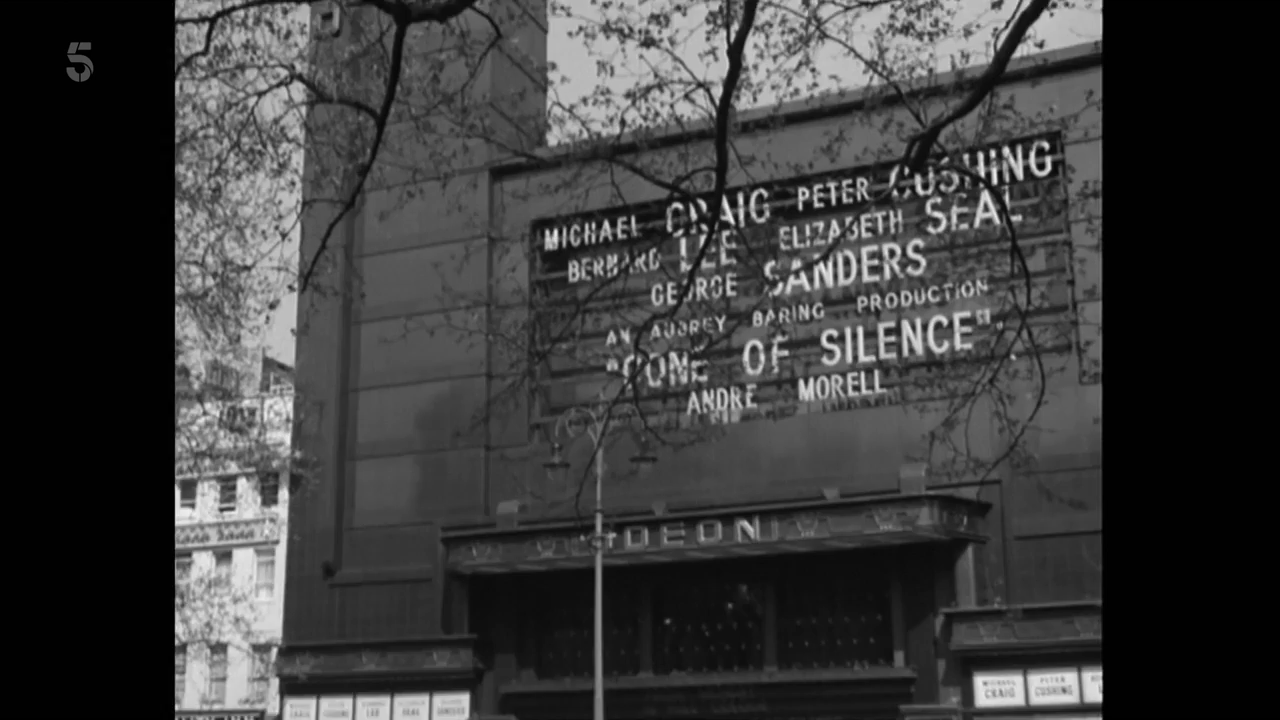 5
MICHAEL CRAIG PETER CUSHING
BERNARD LEE ELIZABETH SEAL
GEORGE SANDERS
AN AUBREY BARING PRODUCTION
"CONE OF SILENCE".
ANDRE MORELL
ODEON
MICHAEL CRAIG
PETER CUSHING